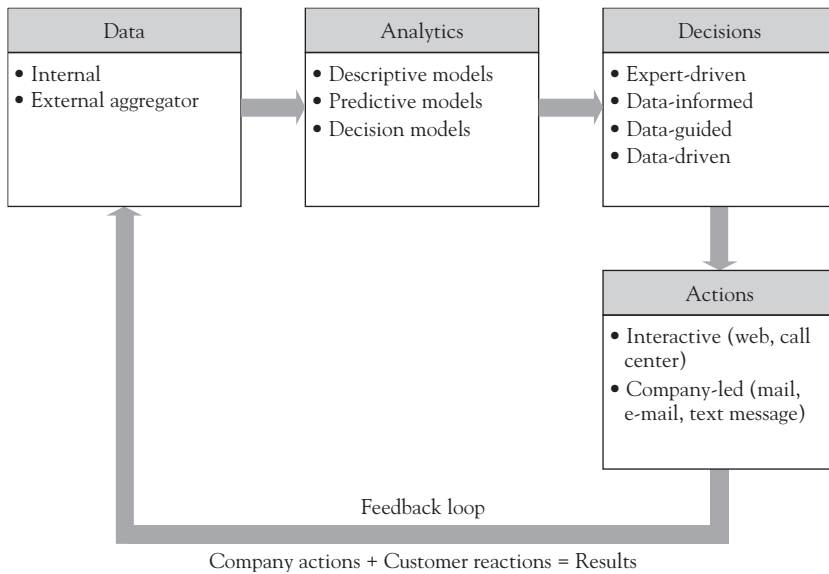 Data
• Internal
• External aggregator
Analytics
• Descriptive models
• Predictive models
• Decision models
Decisions
• Expert-driven
• Data-informed
• Data-guided
• Data-driven
Actions
• Interactive (web, call
center)
• Company-led (mail,
e-mail, text message)
Feedback loop
Company actions + Customer reactions = Results